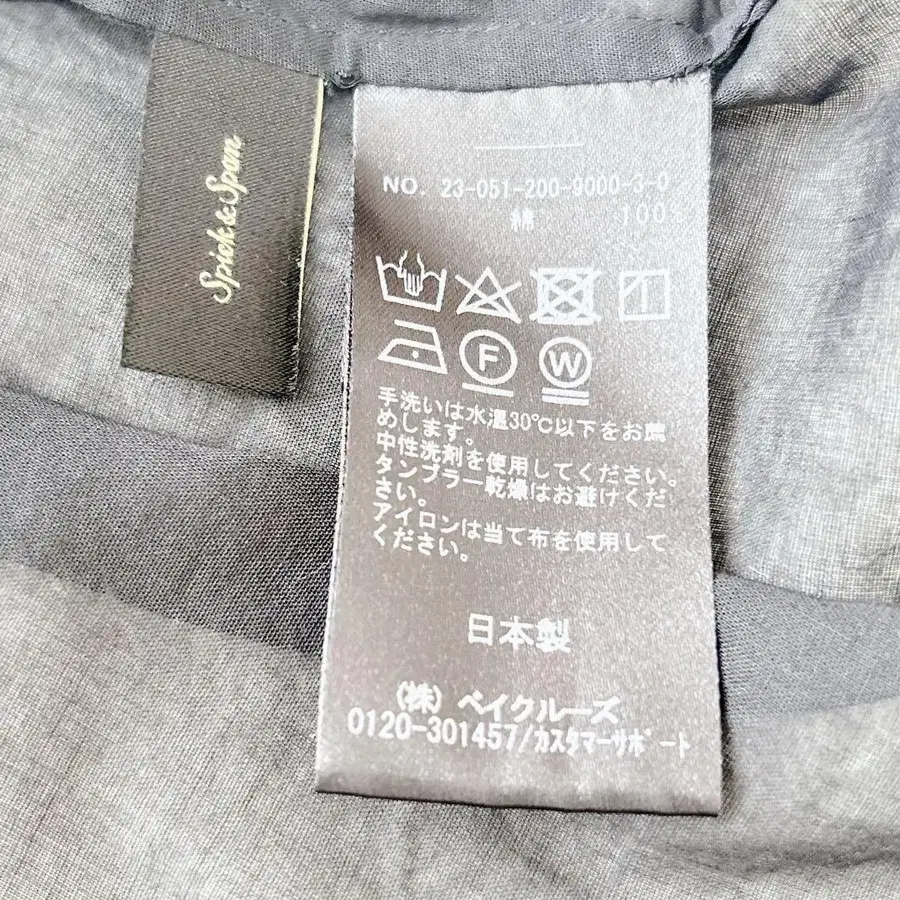 Spick & Span
NO. 23-051-200-9000-3-0
綿 100%
F W
手洗いは水温30℃以下をお薦
めします。
中性洗剤を使用してください。
タンブラー乾燥はお避けくだ
さい。
アイロンは当て布を使用して
ください。
日本製
(株) ベイクルーズ
0120-301457/カスタマーサポート